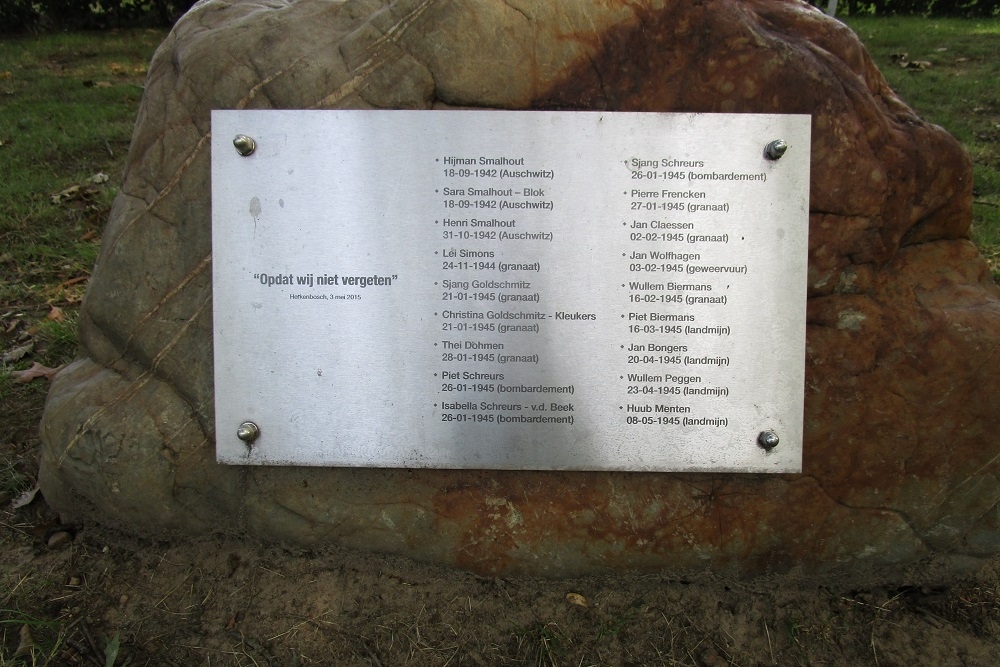 “Opdat wij niet vergeten”
Herkenbosch, 3 mei 2015
* Hijman Smalhout
18-09-1942 (Auschwitz)
* Sara Smalhout – Blok
18-09-1942 (Auschwitz)
* Henri Smalhout
31-10-1942 (Auschwitz)
* Lei Simons
24-11-1944 (granaat)
* Sjang Goldschmitz
21-01-1945 (granaat)
* Christina Goldschmitz - Kleukers
21-01-1945 (granaat)
* Thei Dohmen
28-01-1945 (granaat)
* Piet Schreurs
26-01-1945 (bombardement)
* Isabella Schreurs - v.d. Beek
26-01-1945 (bombardement)
* Sjang Schreurs
26-01-1945 (bombardement)
* Pierre Frencken
27-01-1945 (granaat)
* Jan Claessen
02-02-1945 (granaat)
* Jan Wolfhagen
03-02-1945 (geweervuur)
* Wullem Biermans
16-02-1945 (granaat)
* Piet Biermans
16-03-1945 (landmijn)
* Jan Bongers
20-04-1945 (landmijn)
* Wullem Peggen
23-04-1945 (landmijn)
* Huub Menten
08-05-1945 (landmijn)